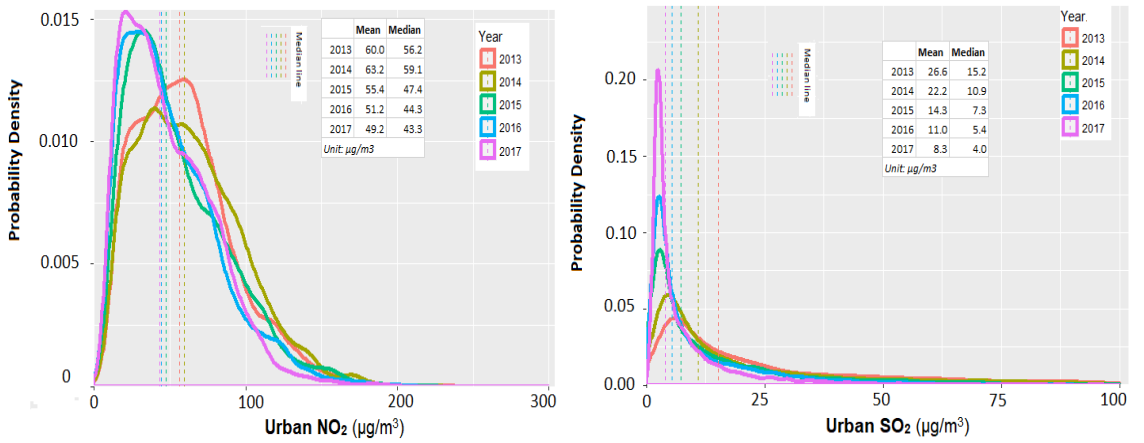 0.015
0.010
0.005
0
Probability Density
0
100
200
300
Urban NO₂ (µg/m³)
Median line
Mean Median
2013 60.0 56.2
2014 63.2 59.1
2015 55.4 47.4
2016 51.2 44.3
2017 49.2 43.3
Unit: µg/m3
Year
2013
2014
2015
2016
2017
0.20
0.15
0.10
0.05
0.00
Probability Density
0
25
50
75
100
Urban SO₂ (µg/m³)
Median line
Mean Median
2013 26.6 15.2
2014 22.2 10.9
2015 14.3 7.3
2016 11.0 5.4
2017 8.3 4.0
Unit: µg/m3
Year.
2013
2014
2015
2016
2017